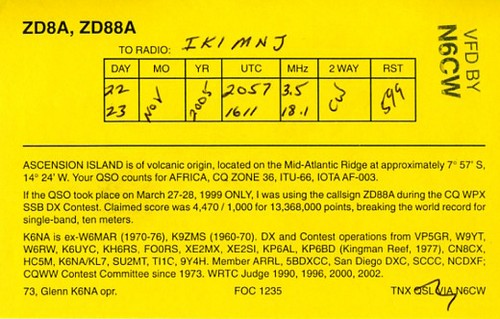 ZD8A, ZD88A
TO RADIO: IK1MNJ
VFD BY
N6CW
DAY MO YR UTC MHz 2 WAY RST
22 NOV 2005 2057 3.5 CW 599
23 1611 18.1
ASCENSION ISLAND is of volcanic origin, located on the Mid-Atlantic Ridge at approximately 7° 57' S,
14° 24' W. Your QSO counts for AFRICA, CQ ZONE 36, ITU-66, IOTA AF-003.
If the QSO took place on March 27-28, 1999 ONLY, I was using the callsign ZD88A during the CQ WPX
SSB DX Contest. Claimed score was 4,470 / 1,000 for 13,368,000 points, breaking the world record for
single-band, ten meters.
K6NA is ex-W6MAR (1970-76), K9ZMS (1960-70). DX and Contest operations from VP5GR, W9YT,
W6RW, K6UYC, KH6RS, FO0RS, XE2MX, XE2SI, KP6AL, KP6BD (Kingman Reef, 1977), CN8CX,
HC5M, K6NA/KL7, SU2MT, TI1C, 9Y4H. Member ARRL, 5BDXCC, San Diego DXC, SCCC, NCDXF;
CQWW Contest Committee since 1973. WRTC Judge 1990, 1996, 2000, 2002.
73, Glenn K6NA opr. FOC 1235 TNX QSL VIA N6CW